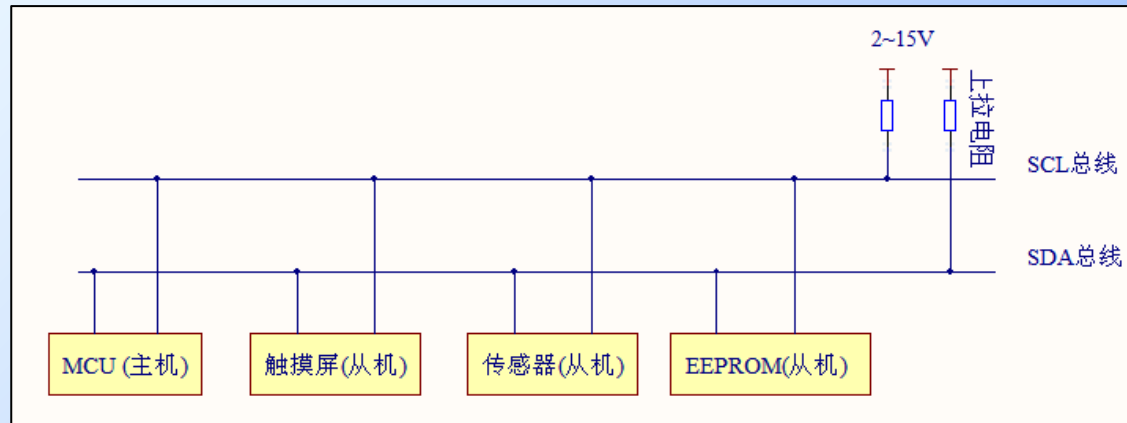 2~15V
上拉电阻
SCL总线
SDA总线
MCU (主机)
触摸屏(从机)
传感器(从机)
EEPROM(从机)